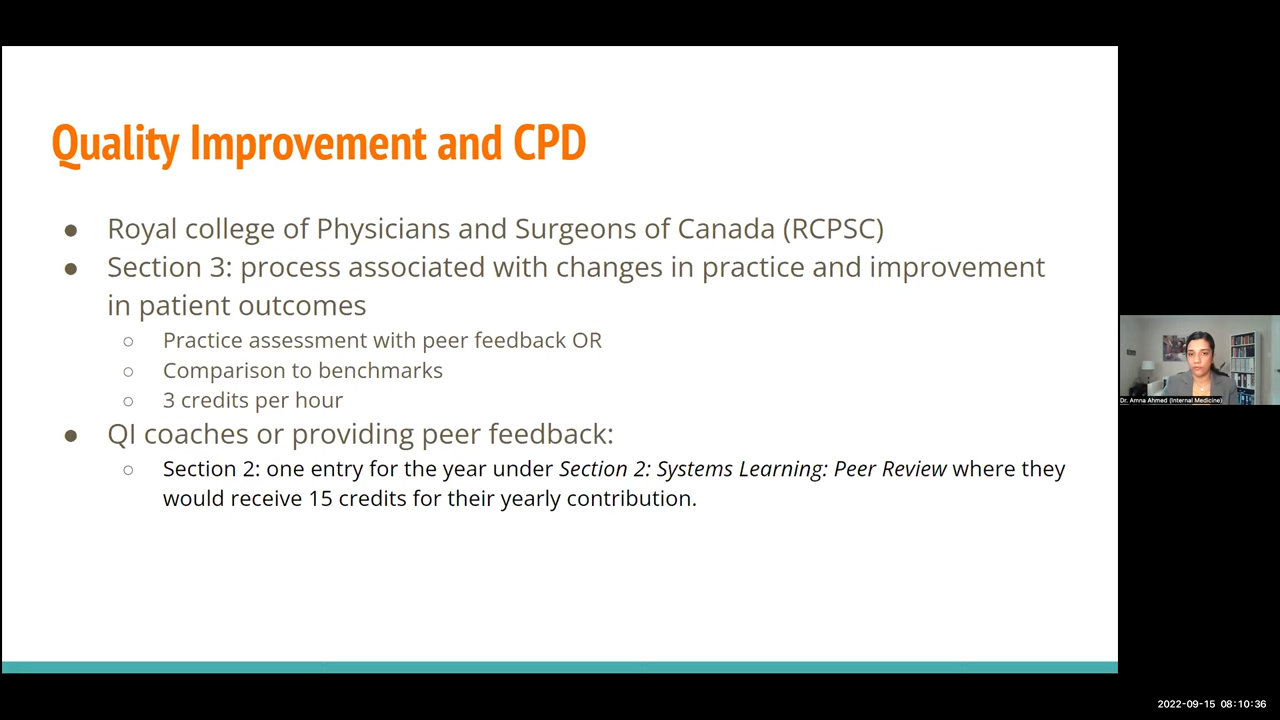 Quality Improvement and CPD
● Royal college of Physicians and Surgeons of Canada (RCPSC)
● Section 3: process associated with changes in practice and improvement
in patient outcomes
○ Practice assessment with peer feedback OR
○ Comparison to benchmarks
○ 3 credits per hour
● QI coaches or providing peer feedback:
○ Section 2: one entry for the year under Section 2: Systems Learning: Peer Review where they
would receive 15 credits for their yearly contribution.
Dr. Amna Ahmed (Internal Medicine)
2022-09-15 08:10:36